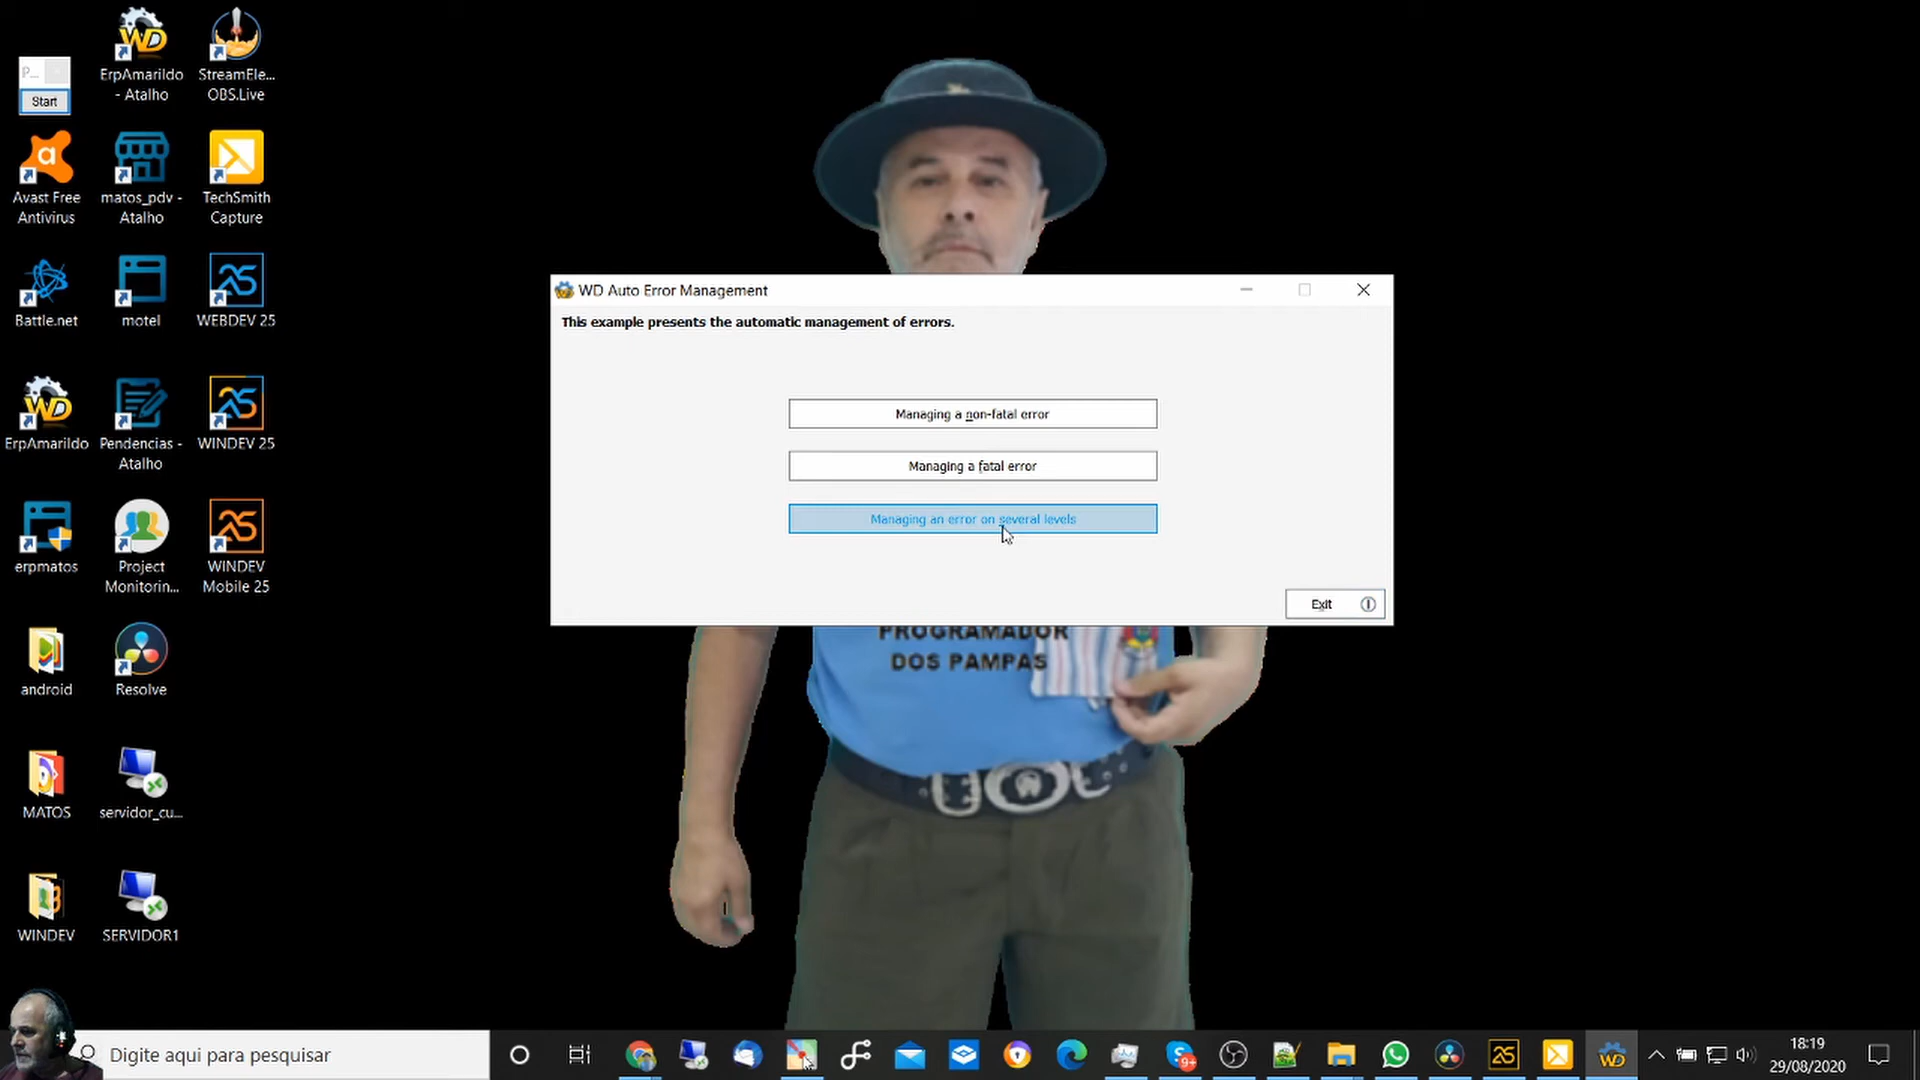 P...
Start
ErpAmarildo
- Atalho
StreamEle...
OBS.Live
Avast Free
Antivirus
matos_pdv -
Atalho
TechSmith
Capture
Battle.net
motel
WEBDEV 25
ErpAmarildo
Pendencias -
Atalho
WINDEV 25
erpmatos
Project
Monitorin...
WINDEV
Mobile 25
android
Resolve
MATOS
servidor_cu...
WINDEV
SERVIDOR1
WD Auto Error Management
This example presents the automatic management of errors.
Managing a non-fatal error
Managing a fatal error
Managing an error on several levels
Exit
PROGRAMADOR
DOS PAMPAS
Digite aqui para pesquisar
9+
18:19
29/08/2020